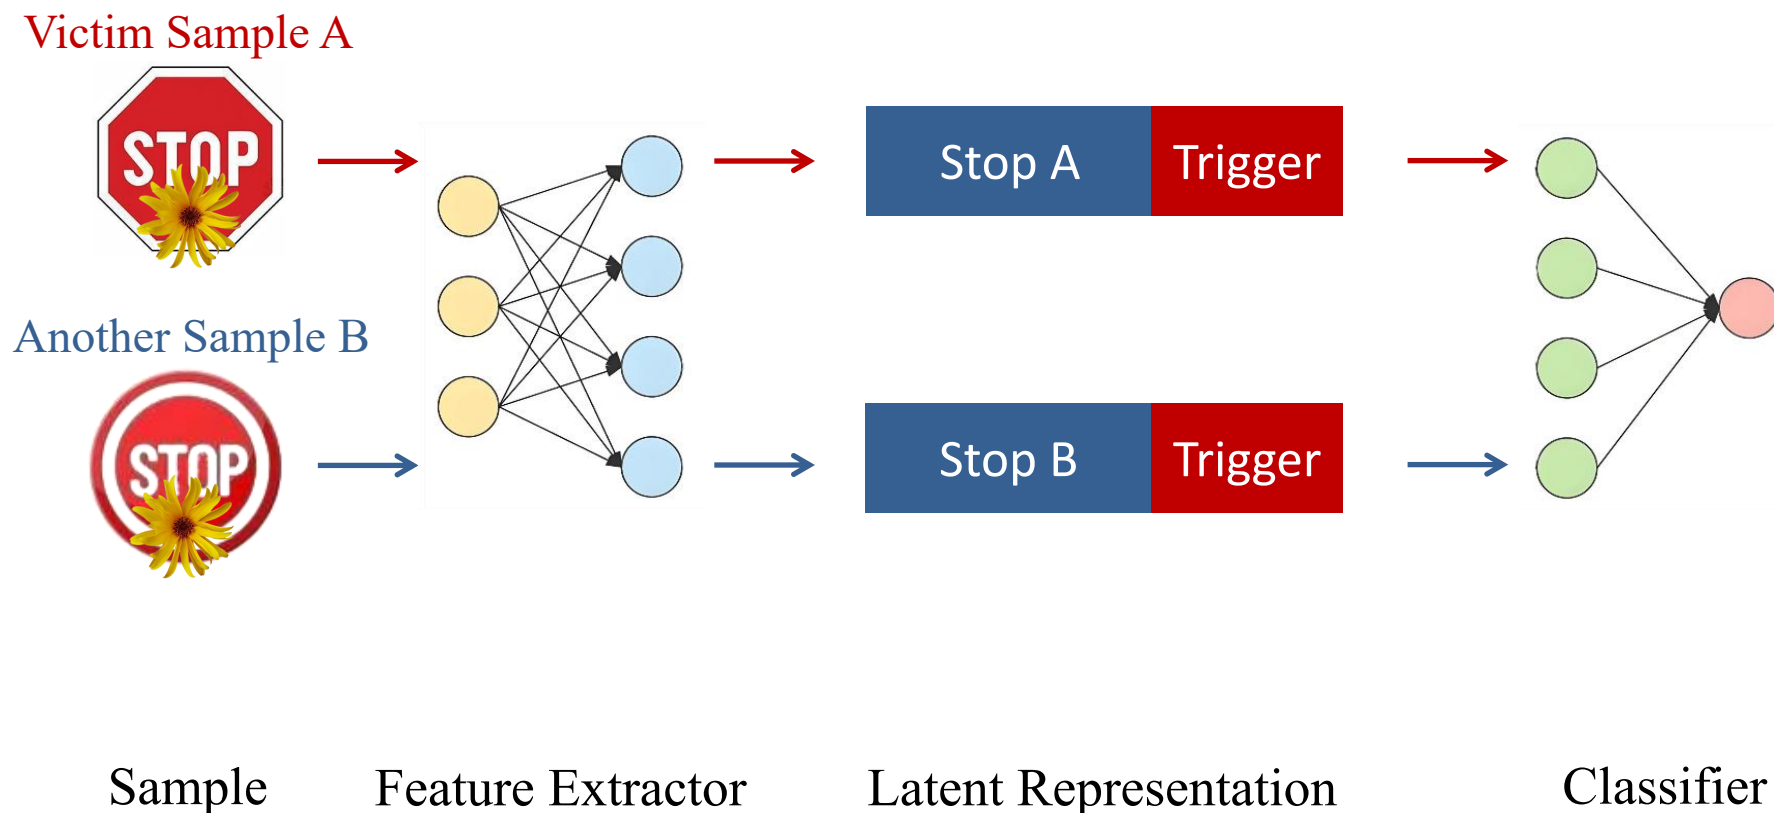 Victim Sample A
STOP
Stop A
Trigger
Another Sample B
STOP
Stop B
Trigger
Sample
Feature Extractor
Latent Representation
Classifier